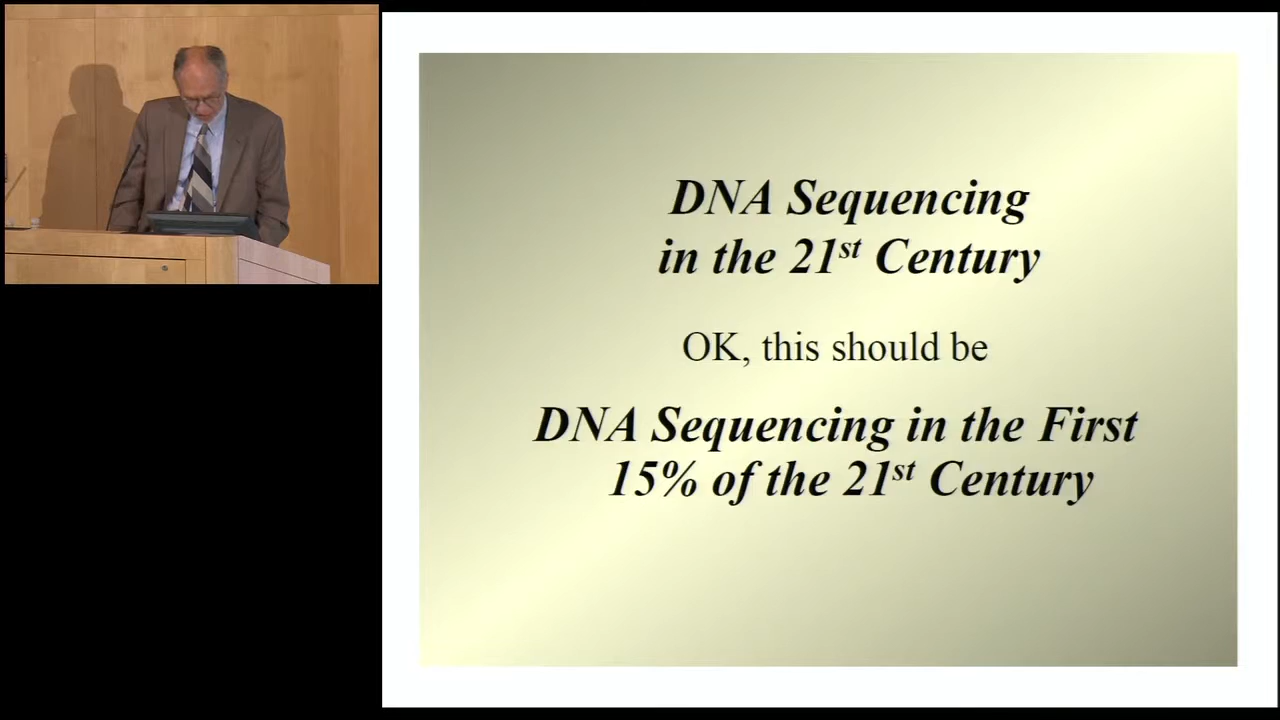 DNA Sequencing
in the 21st Century
OK, this should be
DNA Sequencing in the First
15% of the 21st Century